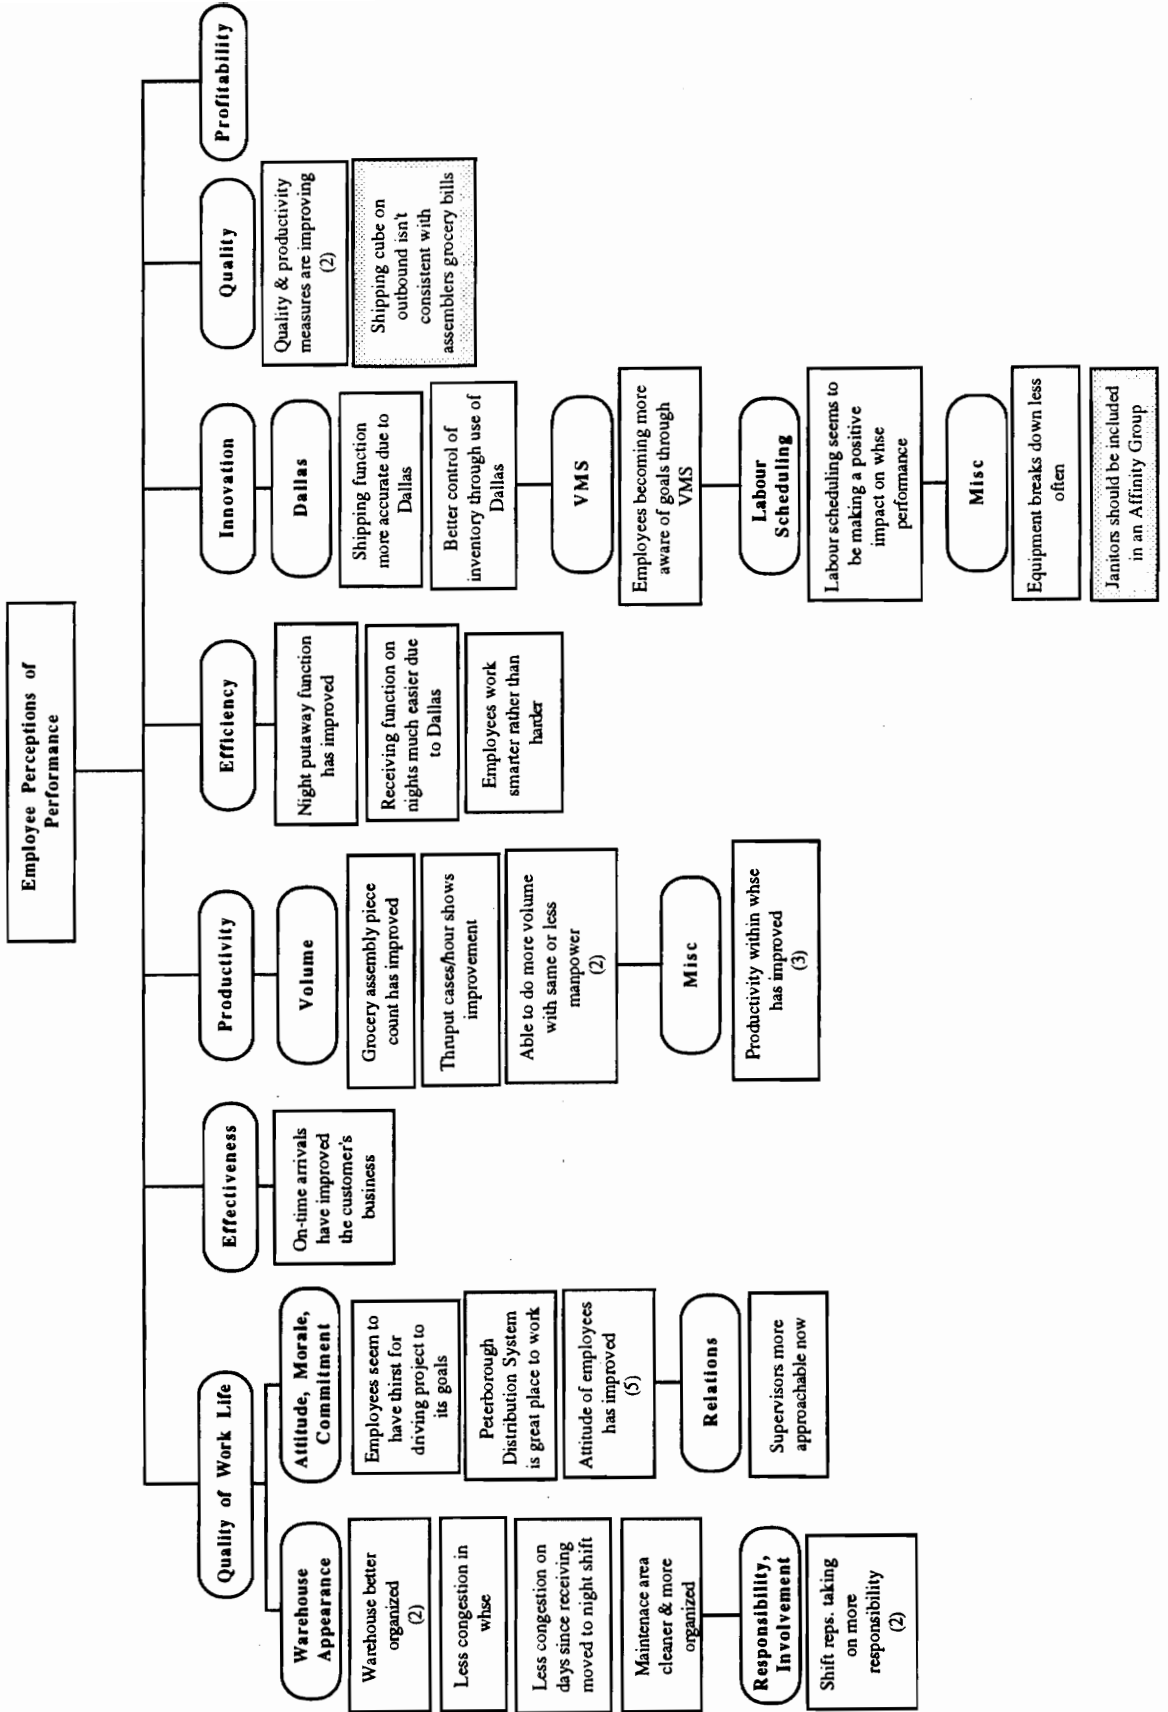 Employee Perceptions of
Performance
Quality of Work Life
Warehouse
Appearance
Warehouse better
organized
(2)
Less congestion in
whse
Less congestion on
days since receiving
moved to night shift
Maintenace area
cleaner & more
organized
Responsibility,
Involvement
Shift reps. taking
on more
responsibility
(2)
Attitude, Morale,
Commitment
Employees seem to
have thirst for
driving project to
its goals
Peterborough
Distribution System
is great place to work
Attitude of employees
has improved
(5)
Relations
Supervisors more
approachable now
Effectiveness
On-time arrivals
have improved
the customer's
business
Productivity
Volume
Grocery assembly piece
count has improved
Thruput cases/hour shows
improvement
Able to do more volume
with same or less
manpower
(2)
Misc
Productivity within whse
has improved
(3)
Efficiency
Night putaway function
has improved
Receiving function on
nights much easier due
to Dallas
Employees work
smarter rather than
harder
Innovation
Dallas
Shipping function
more accurate due to
Dallas
Better control of
inventory through use of
Dallas
VMS
Employees becoming more
aware of goals through
VMS
Labour
Scheduling
Labour scheduling seems to
be making a positive
impact on whse
performance
Misc
Equipment breaks down less
often
Janitors should be included
in an Affinity Group
Quality
Quality & productivity
measures are improving
(2)
Shipping cube on
outbound isn't
consistent with
assemblers grocery bills
Profitability